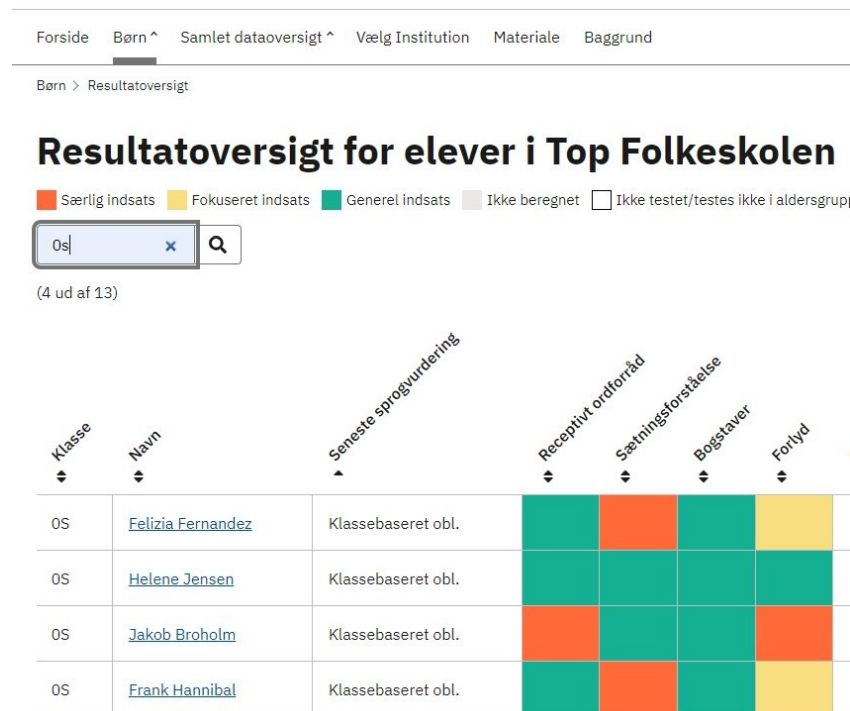 Forside Børn ^ Samlet dataoversigt ^ Vælg Institution Materiale Baggrund
Børn > Resultatoversigt
Resultatoversigt for elever i Top Folkeskolen
Særlig indsats Fokuseret indsats Generel indsats Ikke beregnet Ikke testet/testes ikke i aldersgrupp
0s ×
(4 ud af 13)
Klasse Navn Seneste sprogvurdering Receptivt ordforråd Sætningsforståelse Bogstaver Forlyd
0S Felizia Fernandez Klassebaseret obl.
0S Helene Jensen Klassebaseret obl.
0S Jakob Broholm Klassebaseret obl.
0S Frank Hannibal Klassebaseret obl.